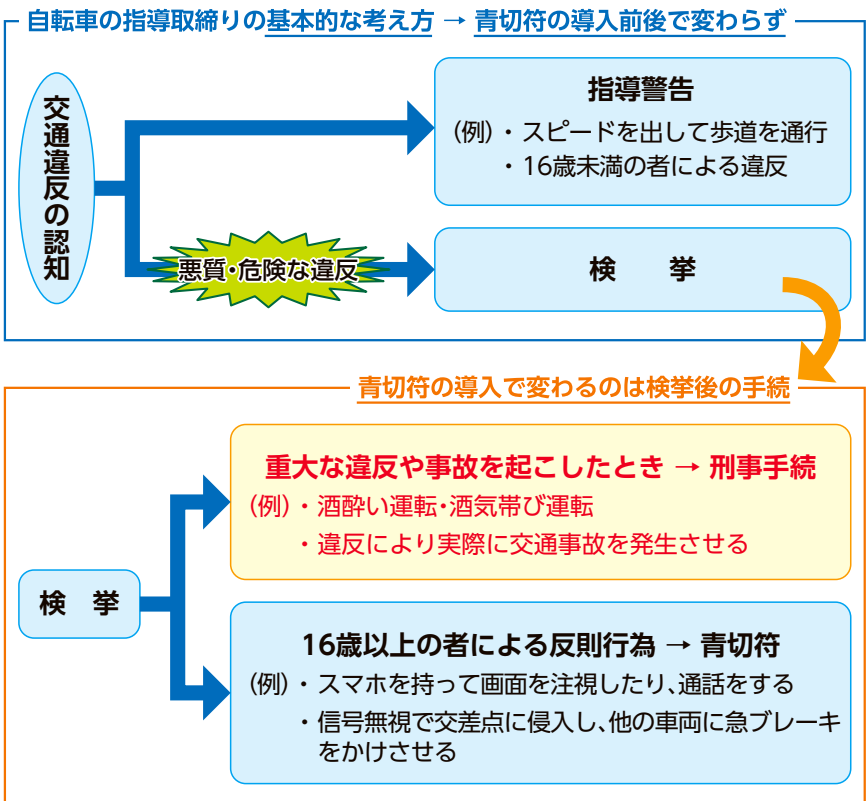 自転車の指導取締りの基本的な考え方 → 青切符の導入前後で変わらず
交通違反の認知
指導警告
（例）・スピードを出して歩道を通行
・16歳未満の者による違反
悪質・危険な違反
検　挙
青切符の導入で変わるのは検挙後の手続
検　挙
重大な違反や事故を起こしたとき → 刑事手続
（例）・酒酔い運転・酒気帯び運転
・違反により実際に交通事故を発生させる
16歳以上の者による反則行為 → 青切符
（例）・スマホを持って画面を注視したり、通話をする
・信号無視で交差点に侵入し、他の車両に急ブレーキ
をかけさせる